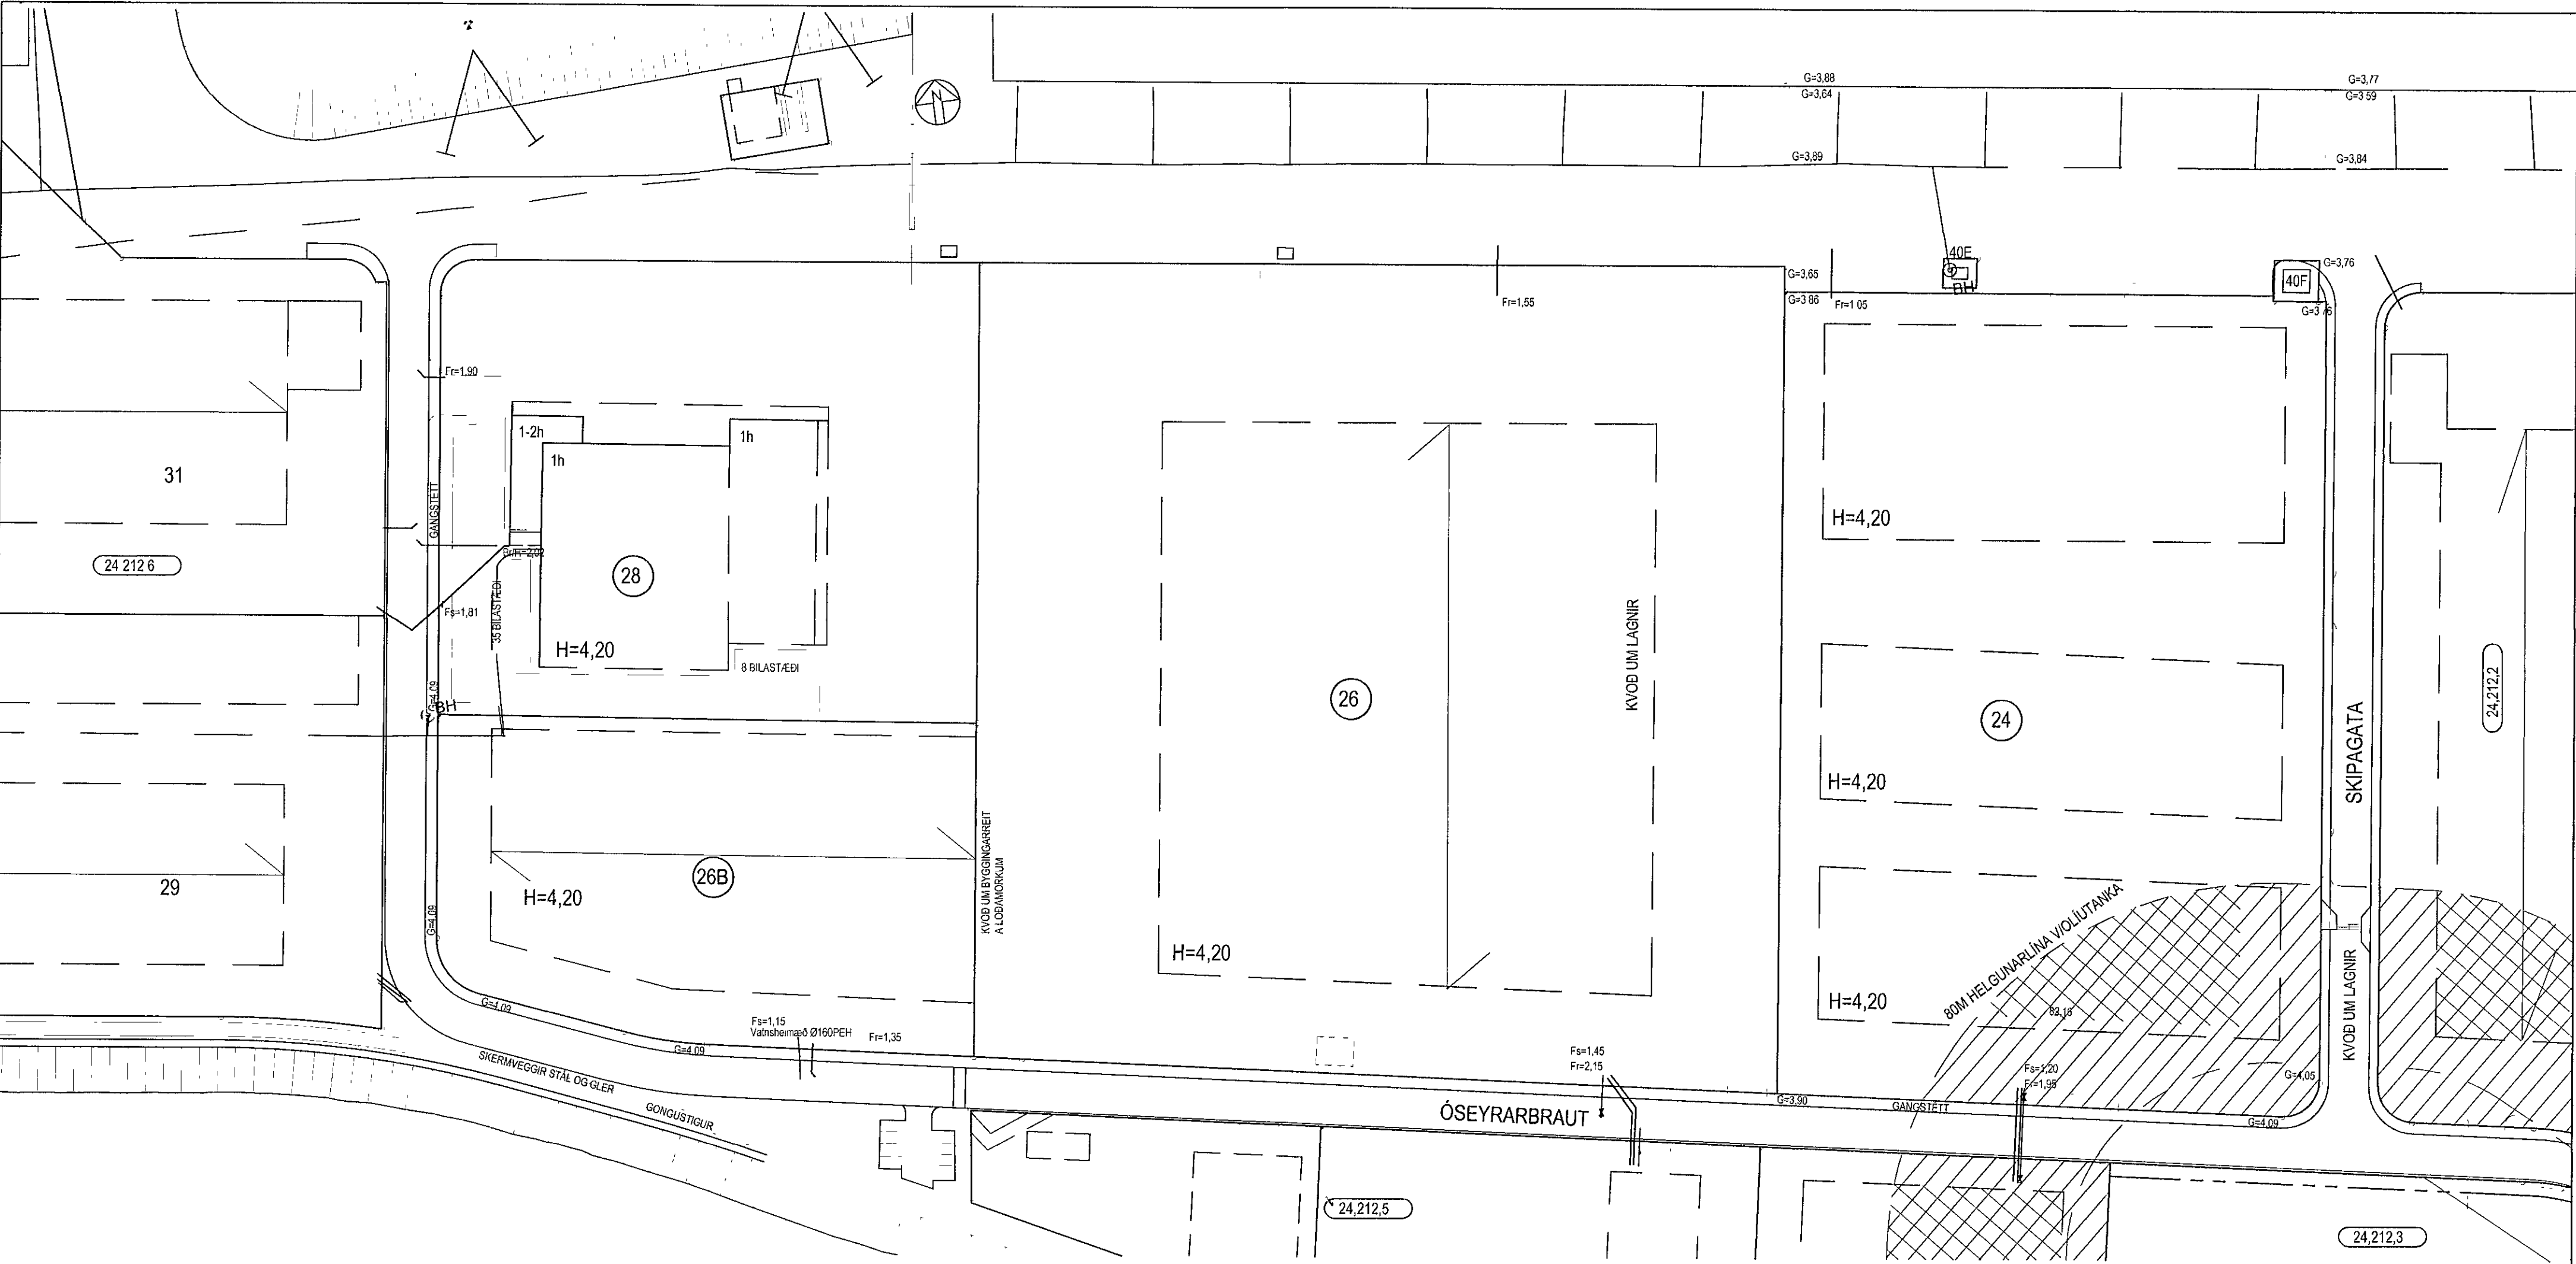 G=3,88
G=3,64
G=3,77
G=3 59
G=3,89
G=3,84
N
40E
BH
G=3,65
G=3 86
Fr=1 05
Fr=1,55
G=3,76
40F
G=3 76
Fr=1,90
1-2h
1h
1h
31
GANGSTÉTT
24 212 6
28
Fs=1,81
35 BILASTÆÐI
H=4,20
8 BILASTÆÐI
G=4,09
BH
H=4,20
KVOÐ UM LAGNIR
26
24
H=4,20
SKIPAGATA
24,212,2
29
H=4,20
26B
KVOÐ UM BYGGINGARREIT
A LOÐAMORKUM
G=4,09
H=4,20
H=4,20
80M HELGUNARLÍNA V/OLÍUTANKA
82,15
KVOÐ UM LAGNIR
G=4,09
Fs=1,15
Vatnsheimæð Ø160PEH
Fr=1,35
G=4,09
SKERMVEGGIR STÁL OG GLER
GONGUSTIGUR
Fs=1,45
Fr=2,15
ÓSEYRARBRAUT
G=3,90
GANGSTÉTT
Fs=1,20
Fr=1,95
G=4,05
G=4,09
24,212,5
24,212,3